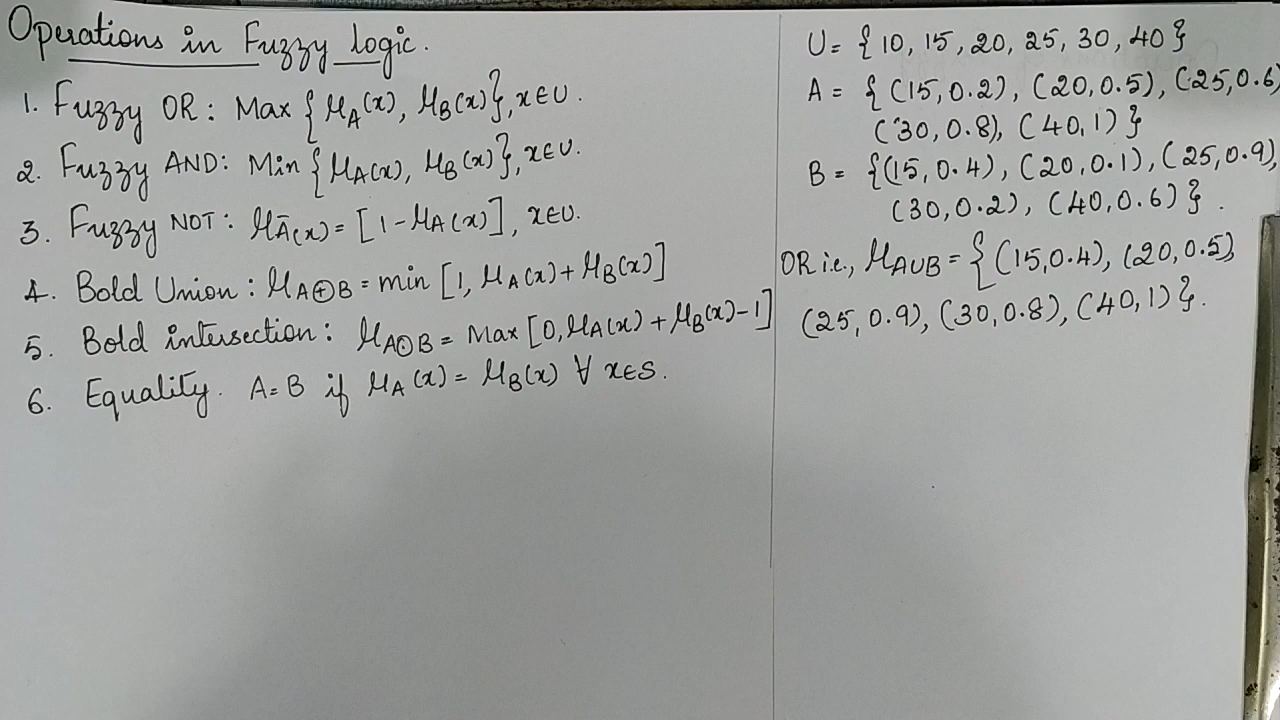 Operations in Fuzzy logic.
1. Fuzzy OR: Max {μA(x), μB(x)}, x∈U.
2. Fuzzy AND: Min {μA(x), μB(x)}, x∈U.
3. Fuzzy NOT: μĀ(x) = [1-μA(x)], x∈U.
4. Bold Union: μA⊕B = min [1, μA(x) + μB(x)]
5. Bold intersection: μA⊙B = Max [0, μA(x) + μB(x)-1]
6. Equality. A=B if μA(x) = μB(x) ∀ x∈S.
U = {10, 15, 20, 25, 30, 40}
A = {(15, 0.2), (20, 0.5), (25, 0.6)
(30, 0.8), (40, 1)}
B = {(15, 0.4), (20, 0.1), (25, 0.9),
(30, 0.2), (40, 0.6)}.
OR i.e., μA∪B = {(15, 0.4), (20, 0.5),
(25, 0.9), (30, 0.8), (40, 1)}.